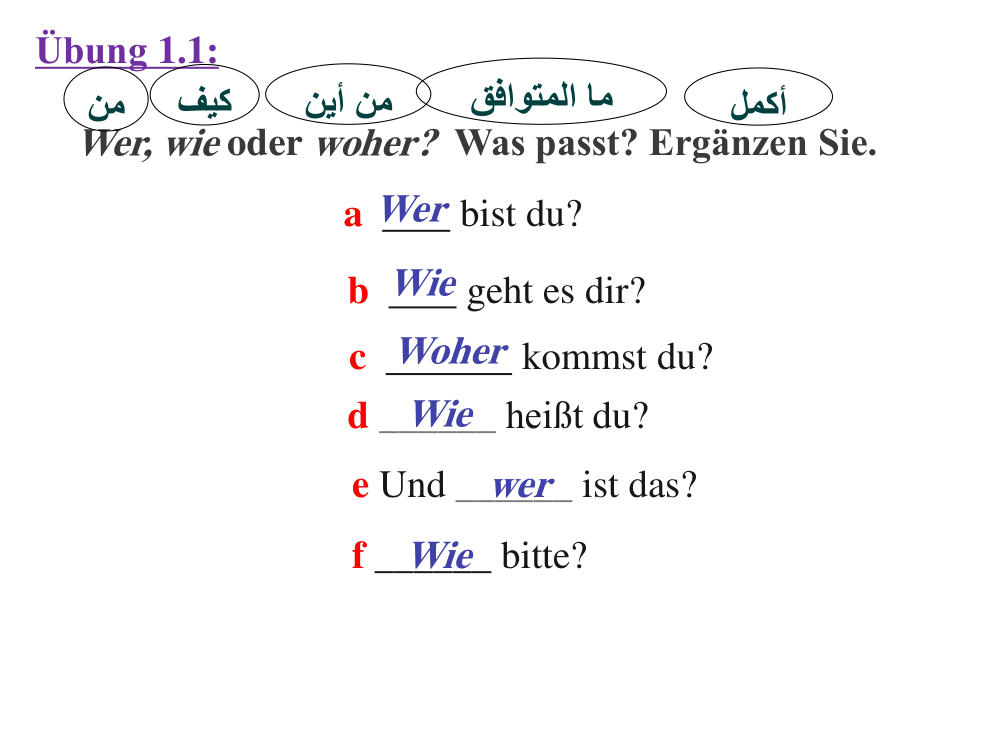 Übung 1.1:
من كيف من أين ما المتوافق أكمل
Wer, wie oder woher? Was passt? Ergänzen Sie.
a Wer bist du?
b Wie geht es dir?
c Woher kommst du?
d Wie heißt du?
e Und wer ist das?
f Wie bitte?